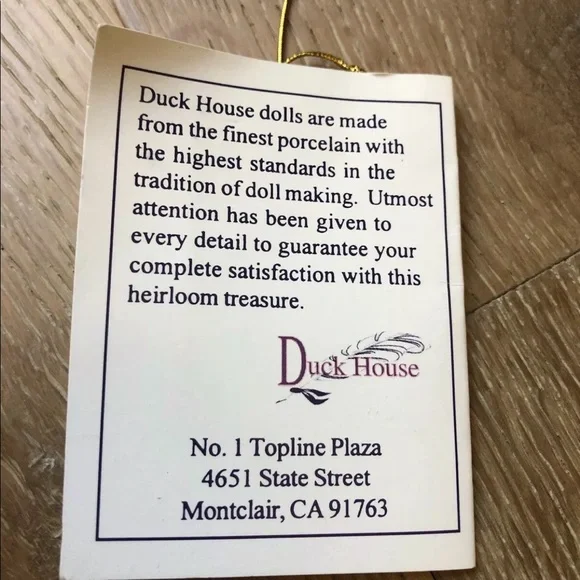 Duck House dolls are made
from the finest porcelain with
the highest standards in the
tradition of doll making. Utmost
attention has been given to
every detail to guarantee your
complete satisfaction with this
heirloom treasure.
Duck House
No. 1 Topline Plaza
4651 State Street
Montclair, CA 91763